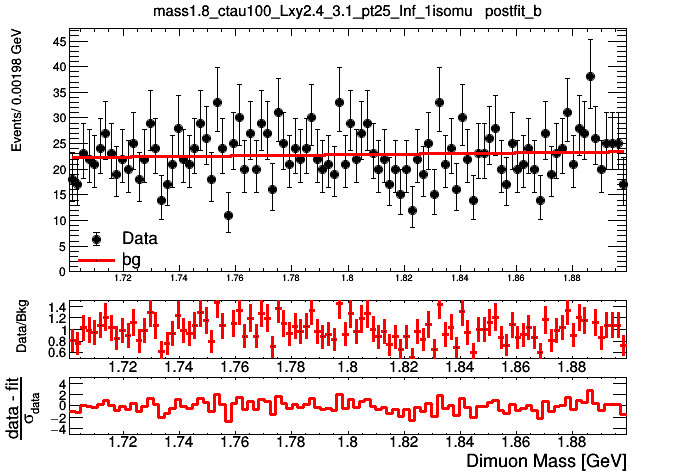 mass1.8_ctau100_Lxy2.4_3.1_pt25_Inf_1isomu postfit_b
Events/ 0.00198 GeV
45
40
35
30
25
20
15
10
5
0
Data
bg
1.72 1.74 1.76 1.78 1.8 1.82 1.84 1.86 1.88
Data/Bkg
1.4
1.2
1
0.8
0.6
1.72 1.74 1.76 1.78 1.8 1.82 1.84 1.86 1.88
data - fit
σdata
4
2
0
−2
−4
1.72 1.74 1.76 1.78 1.8 1.82 1.84 1.86 1.88
Dimuon Mass [GeV]